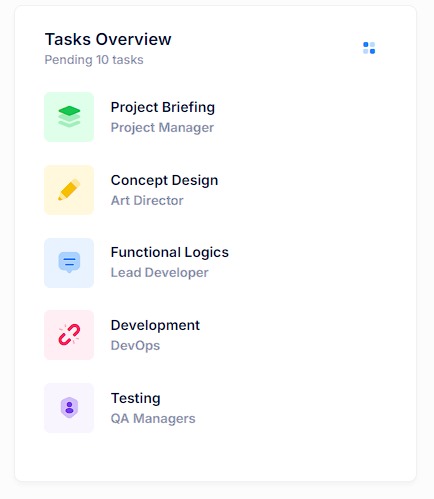 Tasks Overview
Pending 10 tasks
Project Briefing
Project Manager
Concept Design
Art Director
Functional Logics
Lead Developer
Development
DevOps
Testing
QA Managers